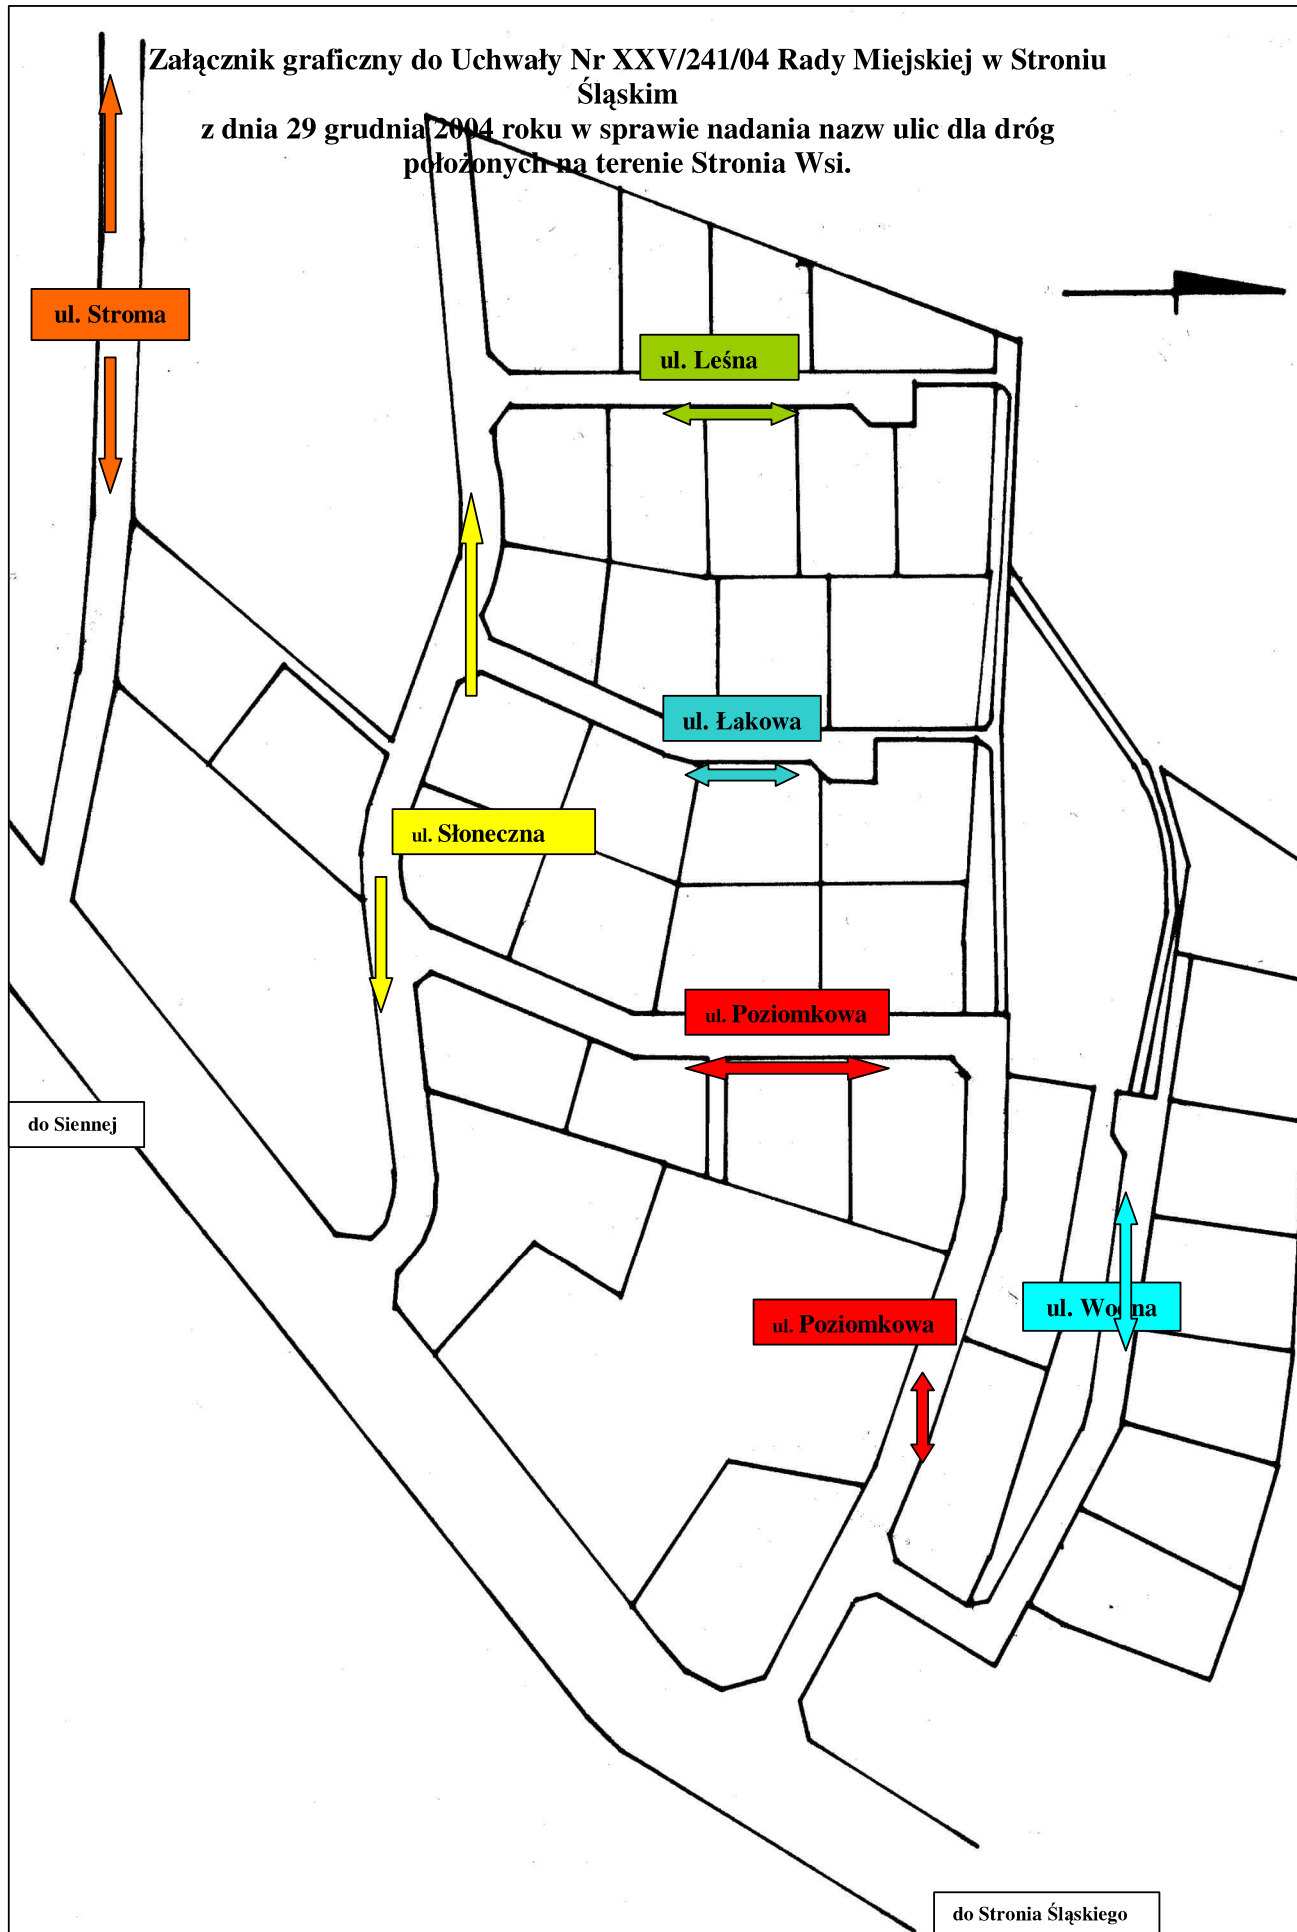 Załącznik graficzny do Uchwały Nr XXV/241/04 Rady Miejskiej w Stroniu
Śląskim
z dnia 29 grudnia 2004 roku w sprawie nadania nazw ulic dla dróg
położonych na terenie Stronia Wsi.
ul. Stroma
ul. Leśna
ul. Łąkowa
ul. Słoneczna
ul. Poziomkowa
do Siennej
ul. Wodna
ul. Poziomkowa
do Stronia Śląskiego